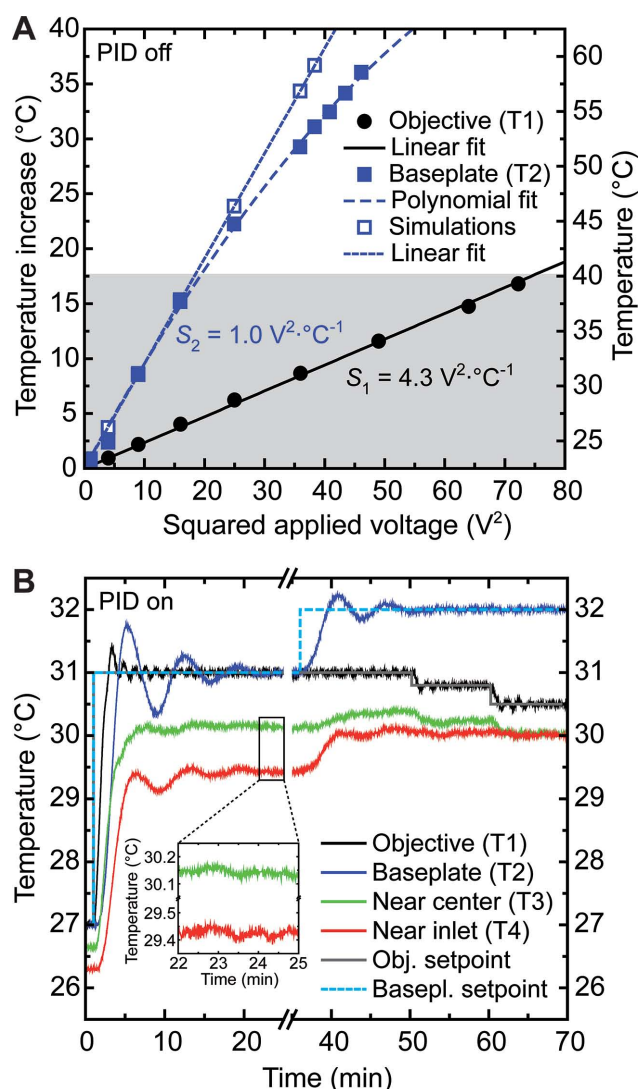 A
PID off
40
35
30
25
20
15
10
5
0
Temperature increase (°C)
60
55
50
45
40
35
30
25
Temperature (°C)
Objective (T1)
Linear fit
Baseplate (T2)
Polynomial fit
Simulations
Linear fit
S2 = 1.0 V²·°C⁻¹
S1 = 4.3 V²·°C⁻¹
0 10 20 30 40 50 60 70 80
Squared applied voltage (V²)
B
PID on
32
31
30
29
28
27
26
Temperature (°C)
30.2
30.1
29.5
29.4
Temperature (°C)
22 23 24 25
Time (min)
Objective (T1)
Baseplate (T2)
Near center (T3)
Near inlet (T4)
Obj. setpoint
Basepl. setpoint
0 10 20 40 50 60 70
Time (min)